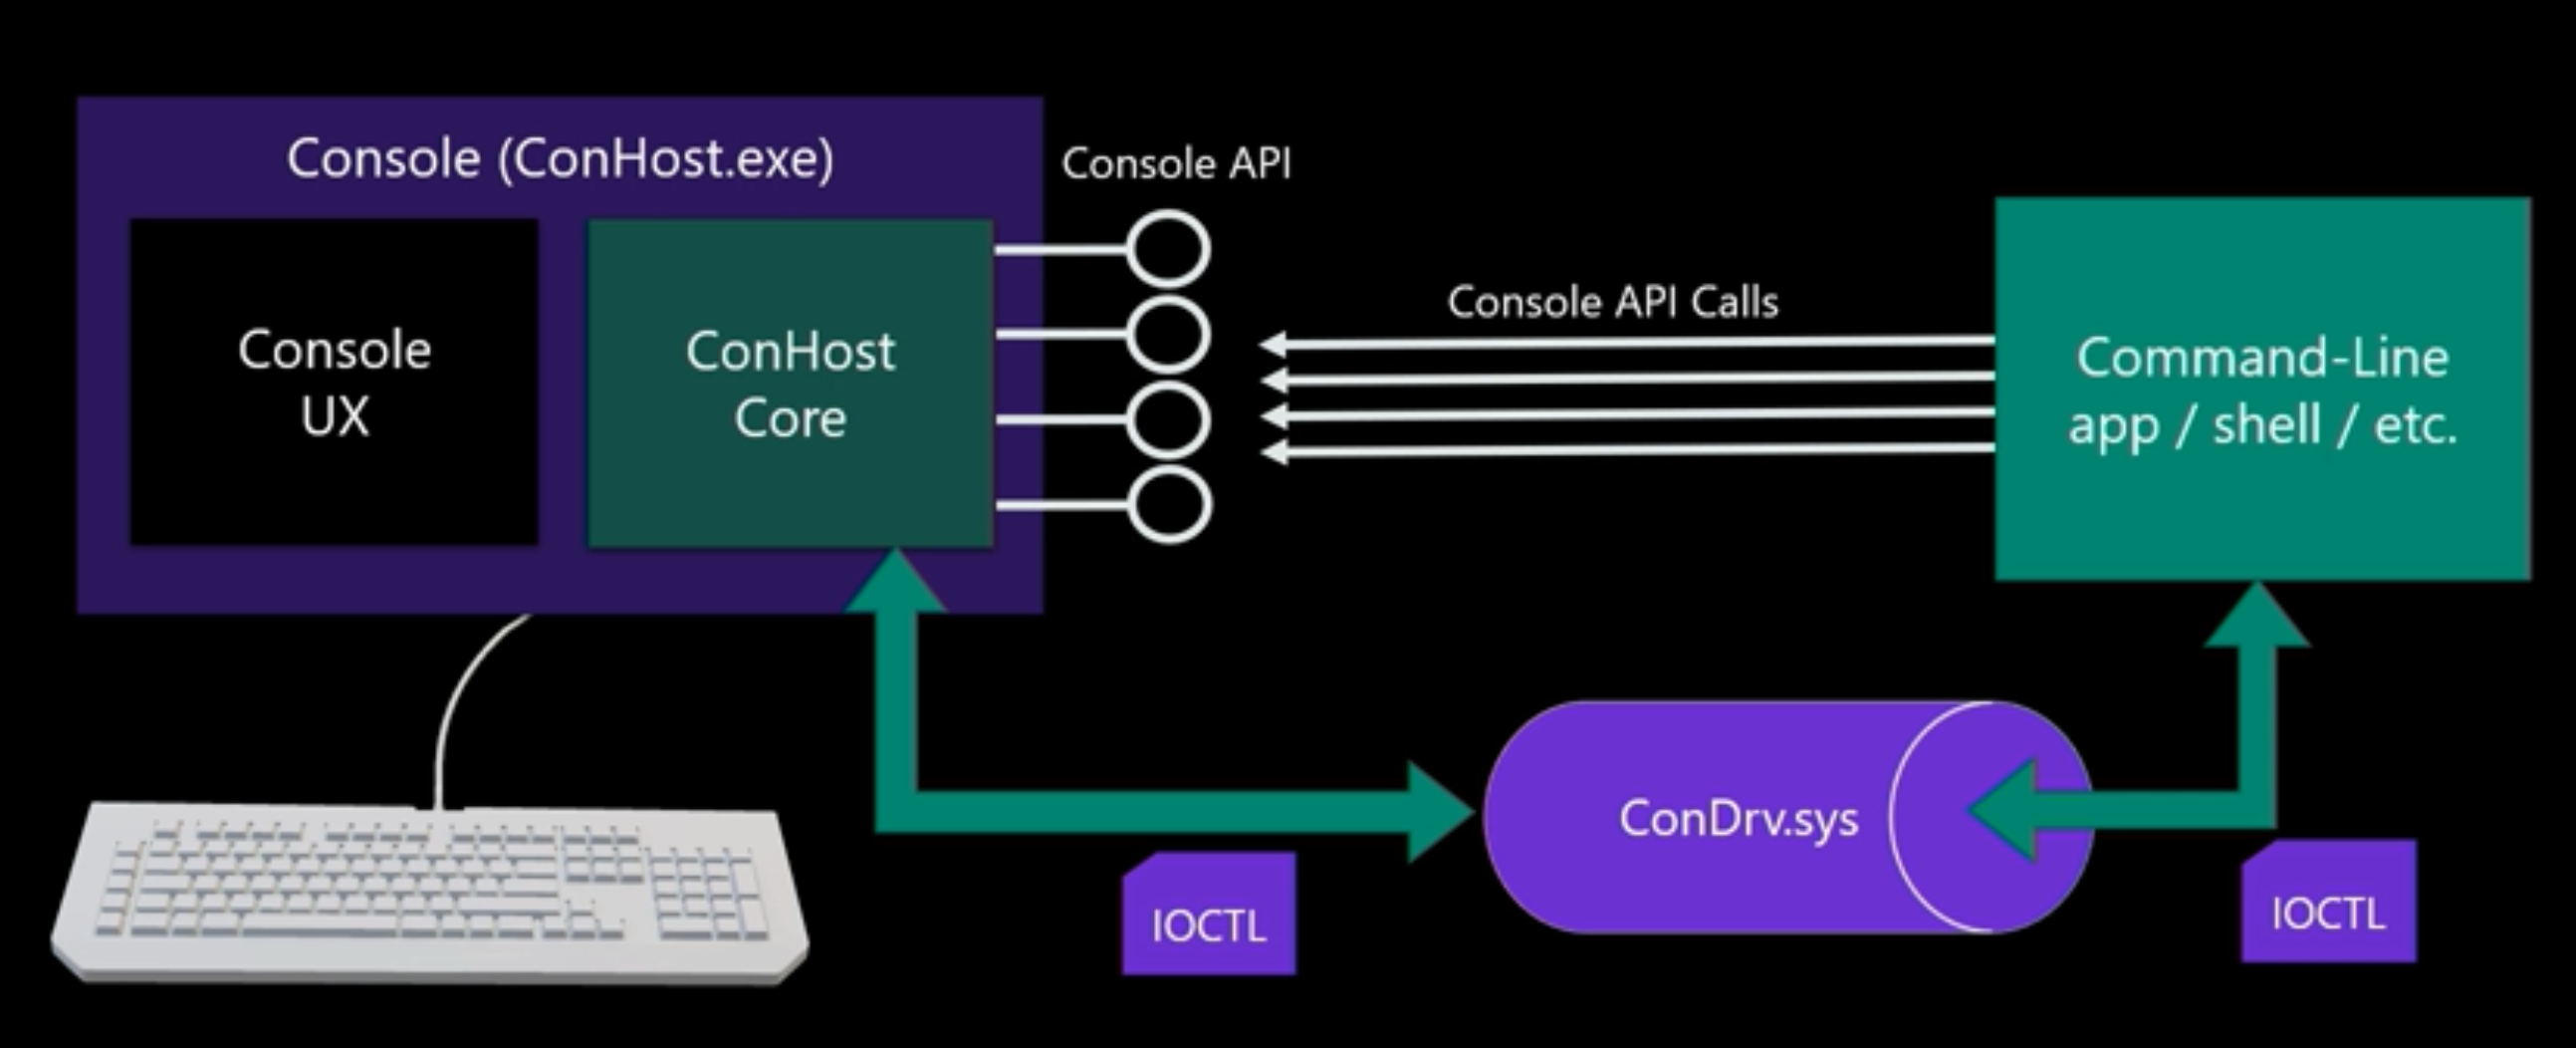 Console (ConHost.exe)
Console API
Console
UX
ConHost
Core
Console API Calls
Command-Line
app / shell / etc.
ConDrv.sys
IOCTL
IOCTL